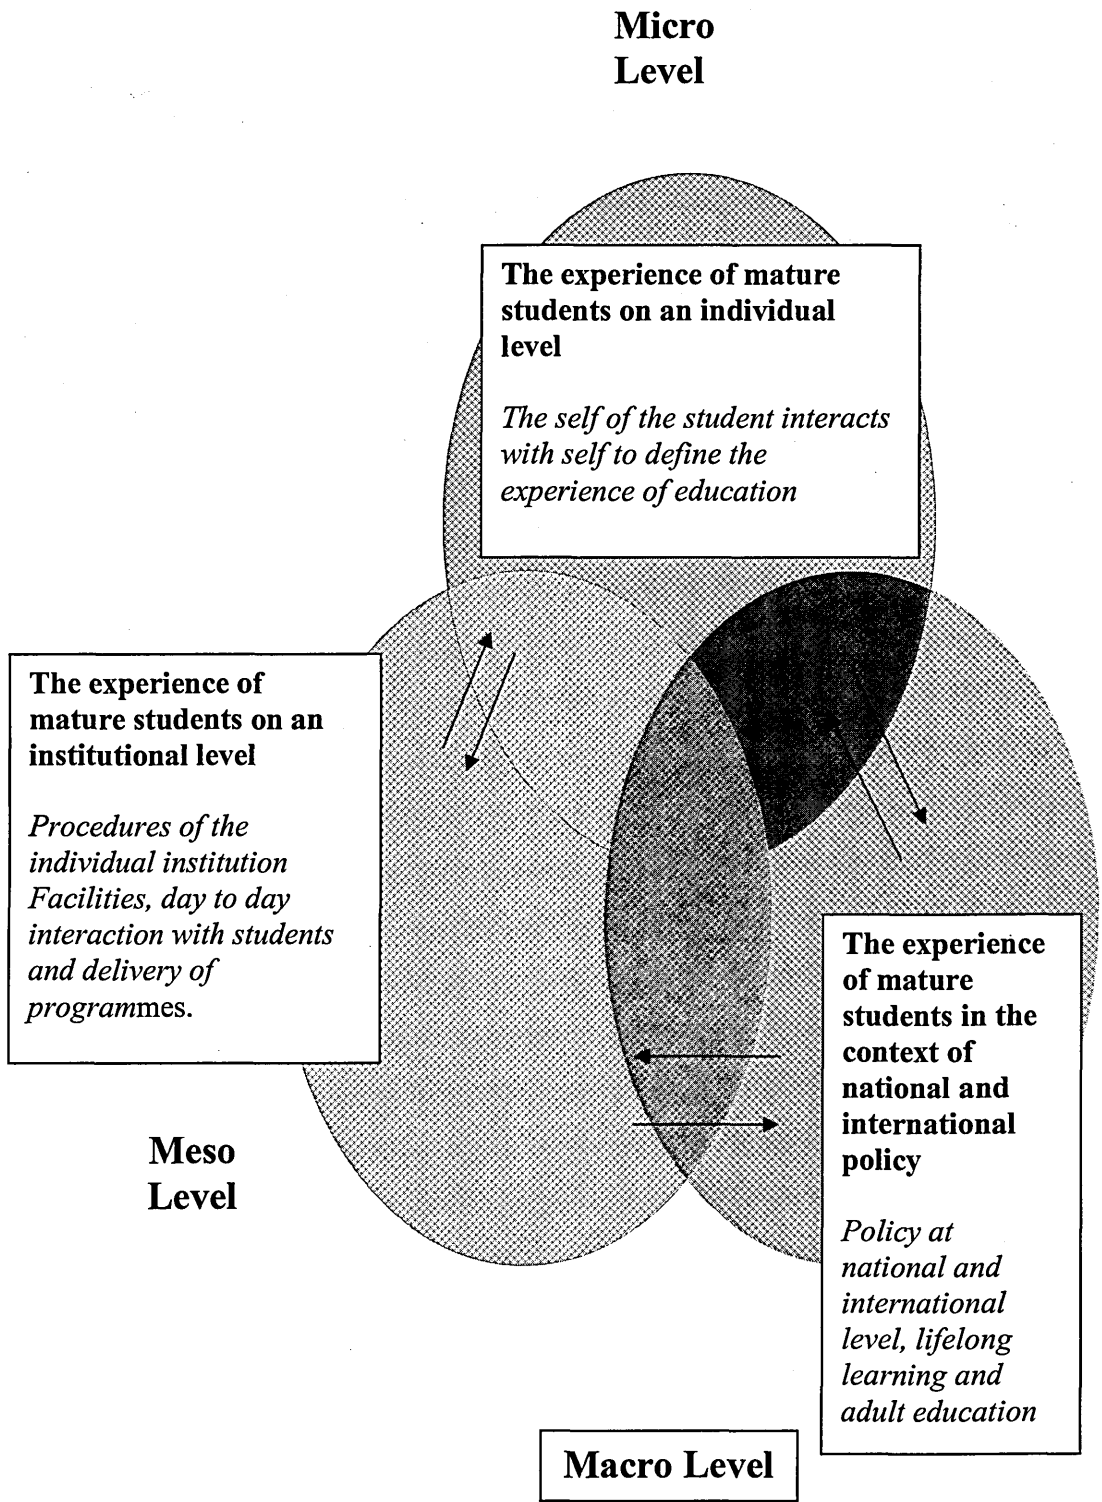 Micro
Level
The experience of mature
students on an individual
level
The self of the student interacts
with self to define the
experience of education
The experience of
mature students on an
institutional level
Procedures of the
individual institution
Facilities, day to day
interaction with students
and delivery of
programmes.
Meso
Level
The experience
of mature
students in the
context of
national and
international
policy
Policy at
national and
international
level, lifelong
learning and
adult education
Macro Level